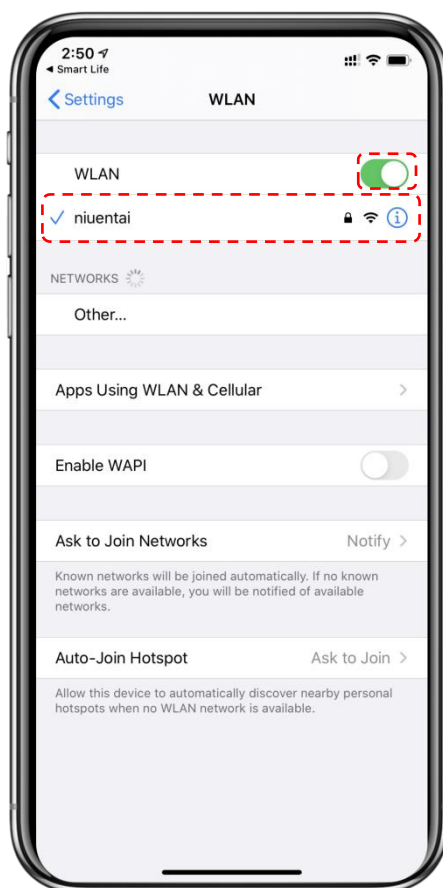 2:50
Smart Life
Settings
WLAN
WLAN
niuentai
NETWORKS
Other...
Apps Using WLAN & Cellular
Enable WAPI
Ask to Join Networks
Notify
Known networks will be joined automatically. If no known
networks are available, you will be notified of available
networks.
Auto-Join Hotspot
Ask to Join
Allow this device to automatically discover nearby personal
hotspots when no WLAN network is available.